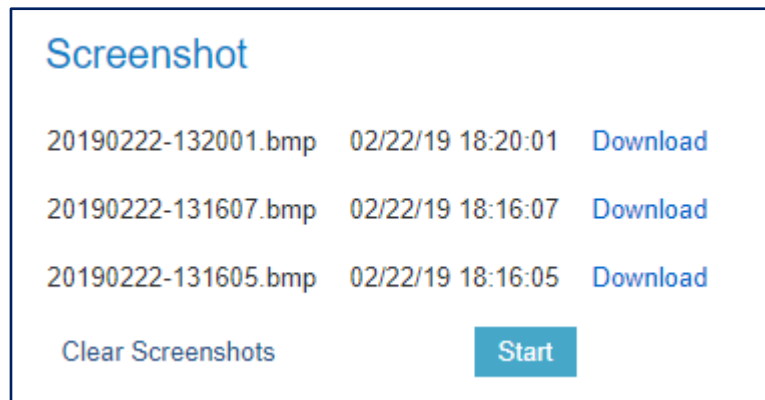 Screenshot
20190222-132001.bmp 02/22/19 18:20:01 Download
20190222-131607.bmp 02/22/19 18:16:07 Download
20190222-131605.bmp 02/22/19 18:16:05 Download
Clear Screenshots Start